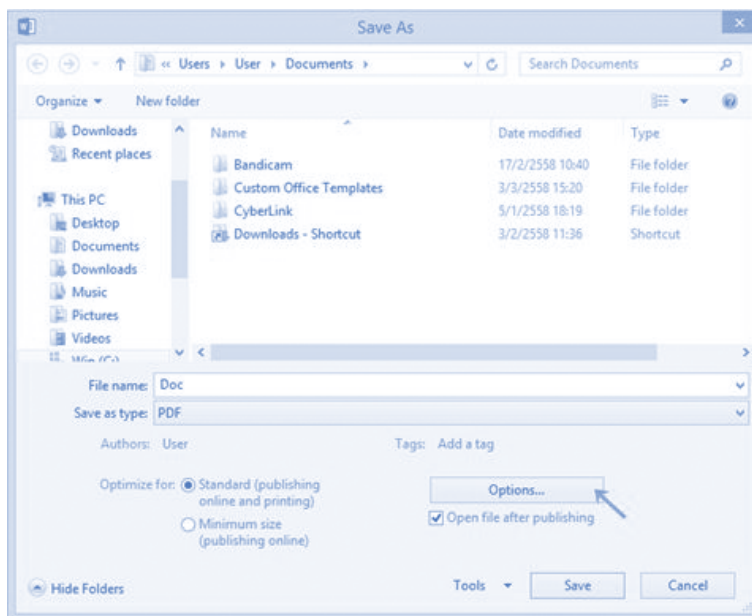 Save As
Users Users Documents
Search Documents
Organize New folder
Downloads
Recent places
This PC
Desktop
Documents
Downloads
Music
Pictures
Videos
Win (C:)
Name Date modified Type
Bandicam 17/2/2558 10:40 File folder
Custom Office Templates 3/3/2558 15:20 File folder
CyberLink 5/1/2558 18:19 File folder
Downloads - Shortcut 3/2/2558 11:36 Shortcut
File name: Doc
Save as type: PDF
Authors: User Tags: Add a tag
Optimize for: Standard (publishing
online and printing)
Minimum size
(publishing online)
Options...
Open file after publishing
Hide Folders
Tools Save Cancel